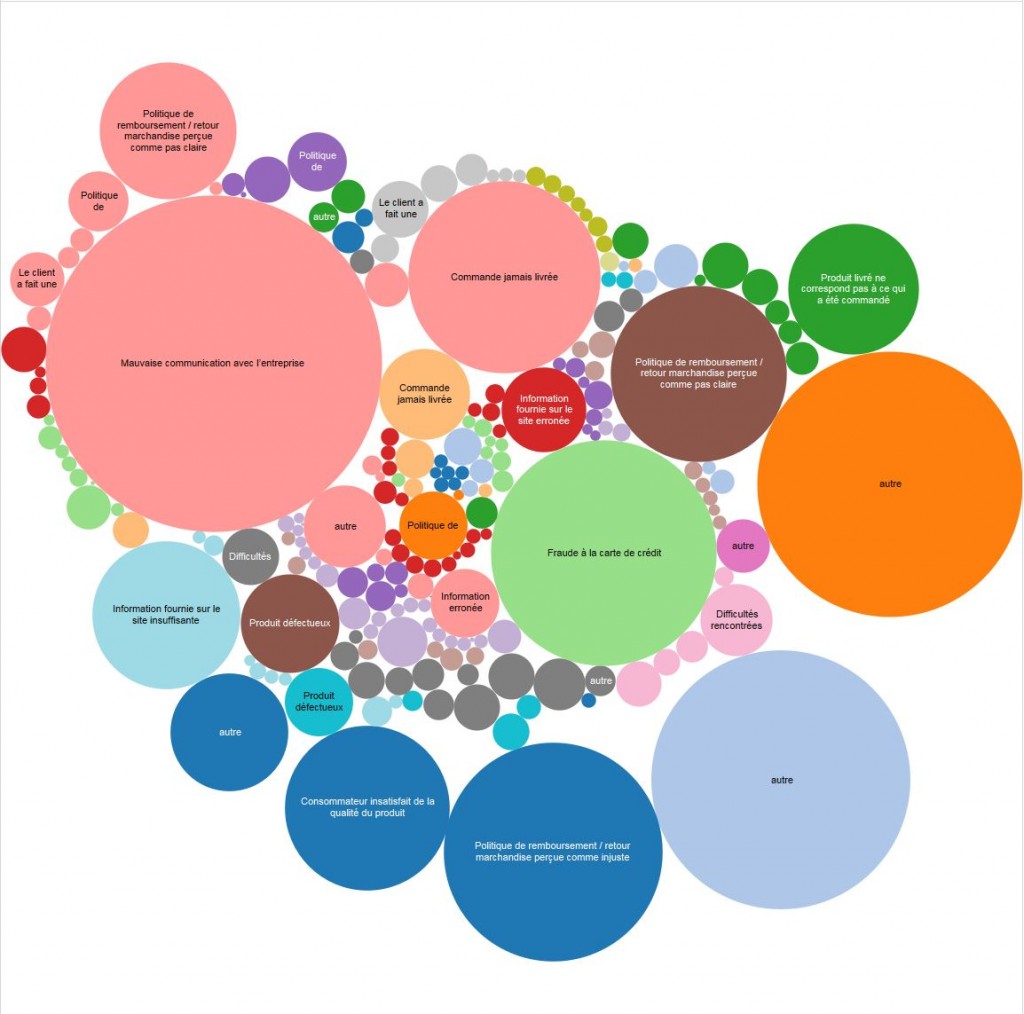 Politique de
remboursement / retour
marchandise perçue
comme pas claire
Politique
de
Politique
de
autre
Le client a
fait une
Le client
a fait une
Commande jamais livrée
Produit livré ne
correspond pas à ce qui
a été commandé
Mauvaise communication avec l'entreprise
Politique de remboursement /
retour marchandise perçue
comme pas claire
Commande
jamais livrée
Information
fournie sur le
site erronée
autre
autre
Politique de
Fraude à la carte de crédit
autre
Difficultés
Information
erronée
Information fournie sur le
site insuffisante
Produit défectueux
Difficultés
rencontrées
autre
Produit
défectueux
autre
autre
Consommateur insatisfait de la
qualité du produit
Politique de remboursement / retour
marchandise perçue comme injuste